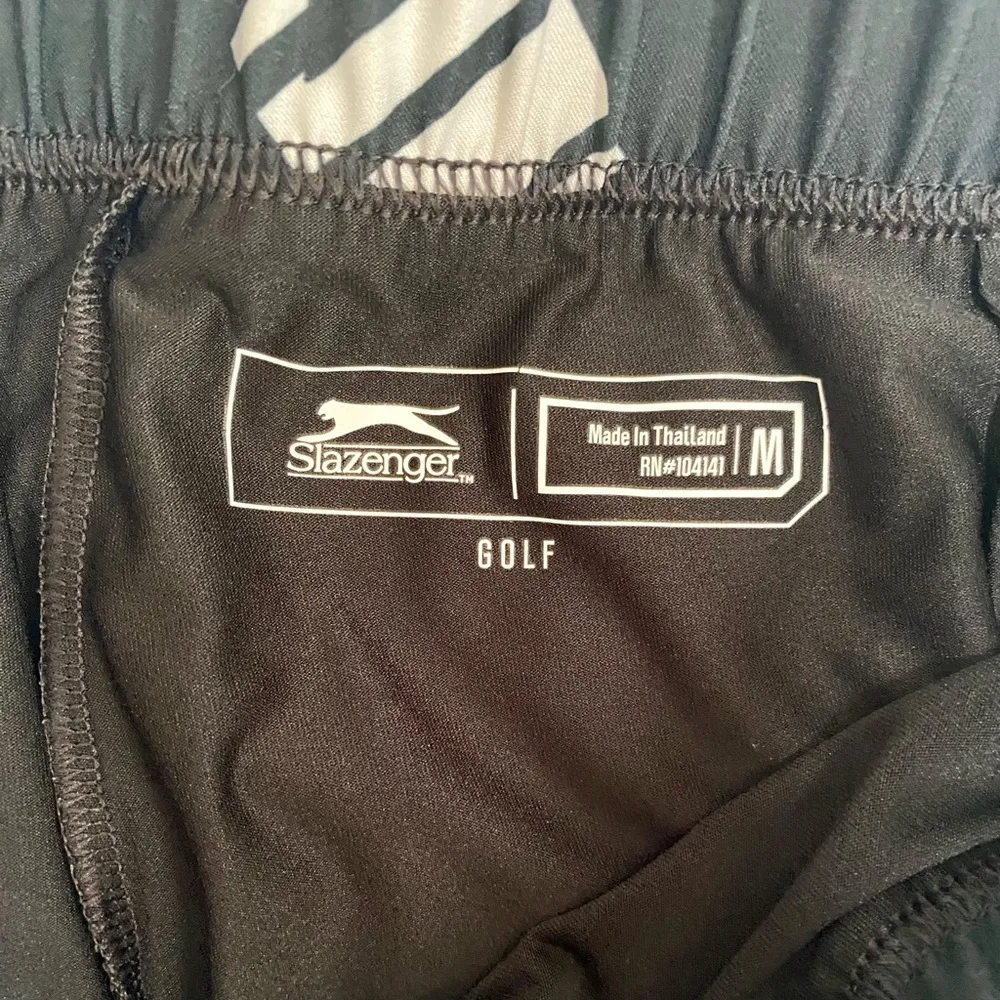 Slazenger™
Made In Thailand
RN#104141
M
GOLF